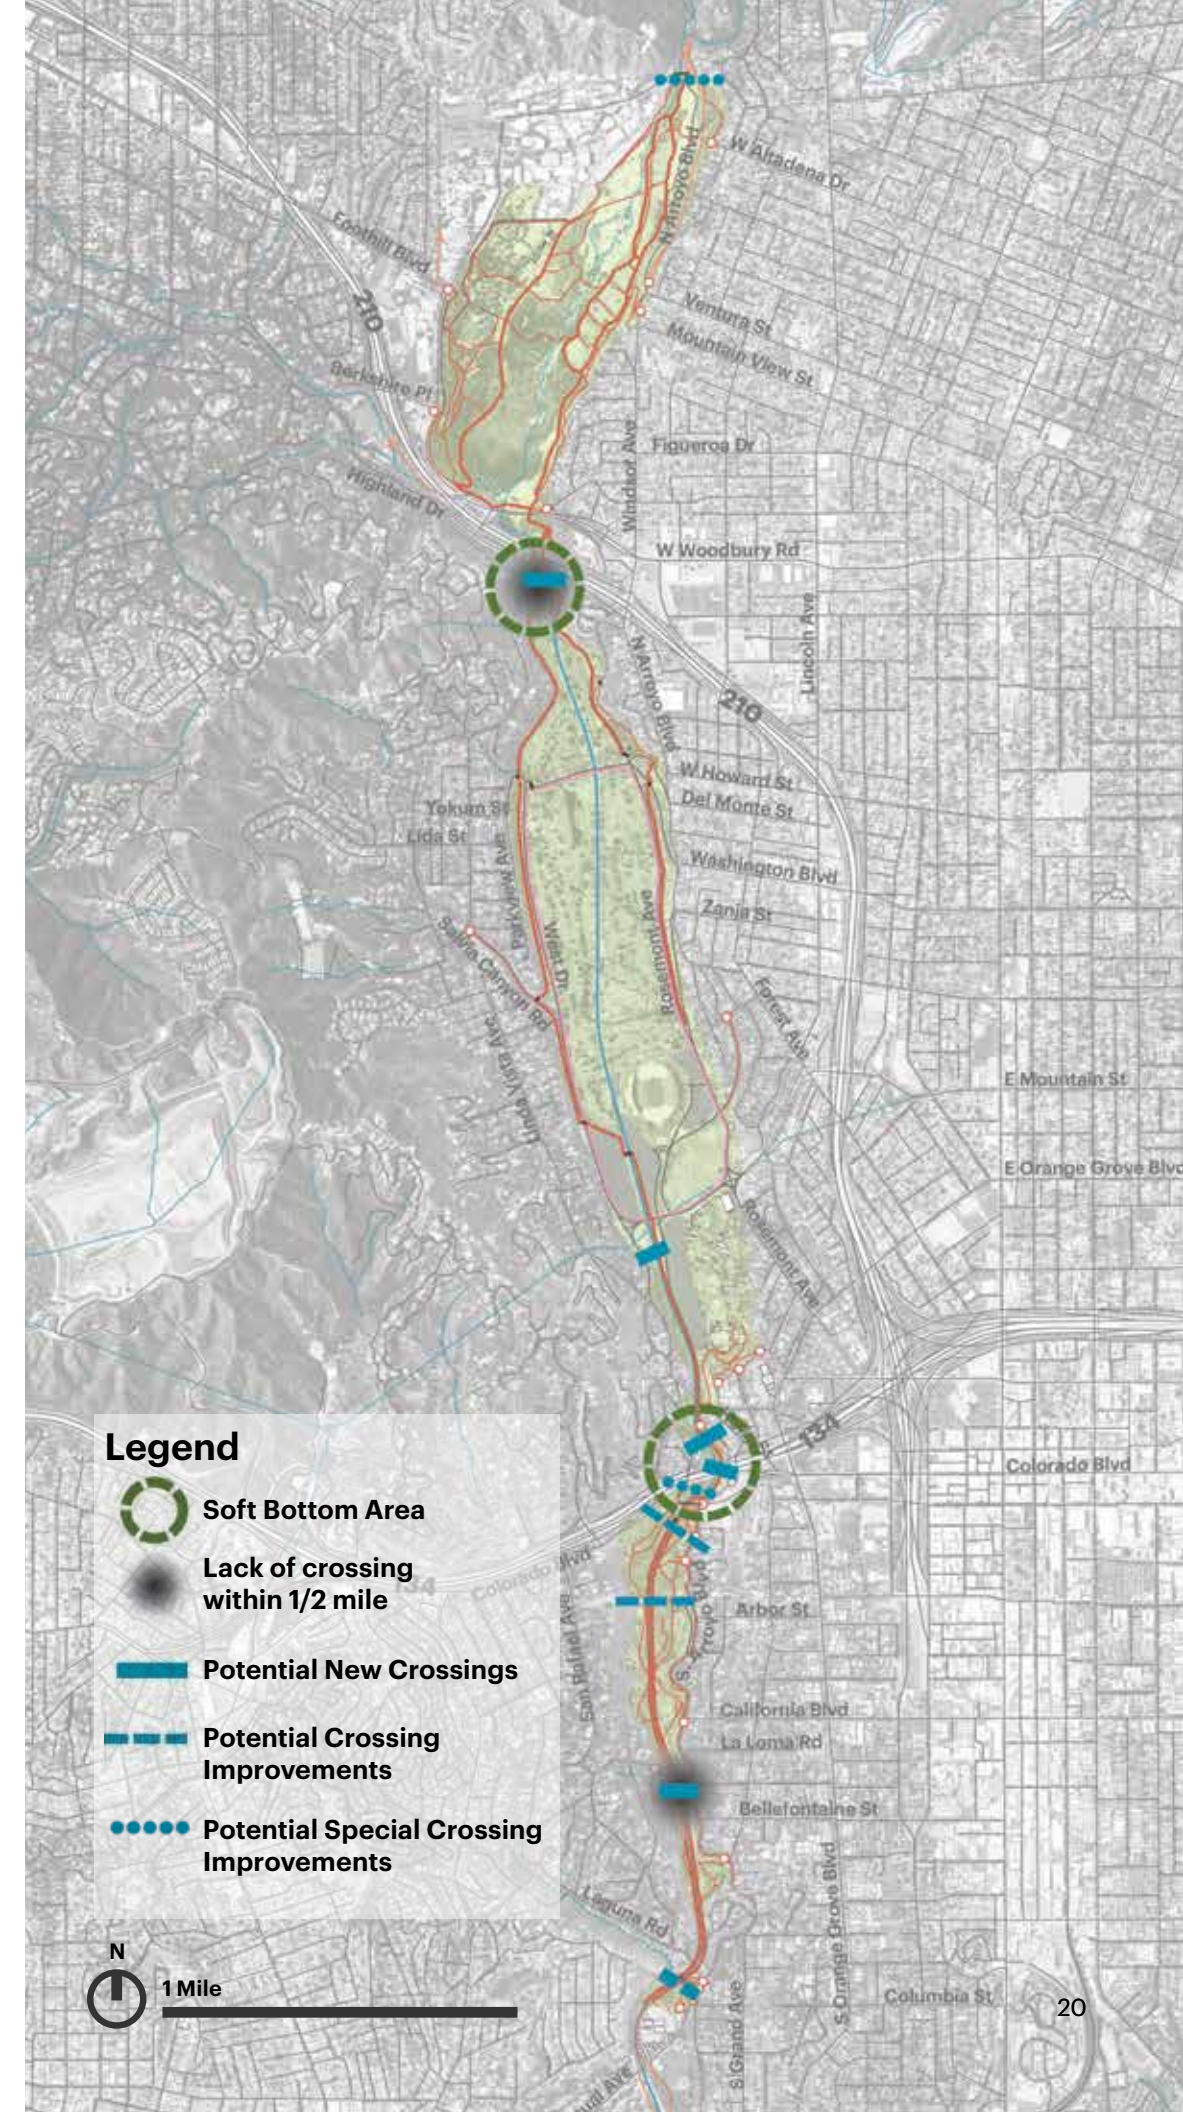 W Altadena Dr
N Arroyo Blvd
Foothill Blvd
210
Ventura St
Mountain View St
Berkshire Pl
Windsor Ave
Figueroa Dr
Highland Dr
W Woodbury Rd
Lincoln Ave
N Arroyo Blvd
210
W Howard St
Del Monte St
Yokum St
Lida St
Parkview Ave
Washington Blvd
Zanja St
Rosemont Ave
West Dr
Salvia Canyon Rd
Forest Ave
Linda Vista Ave
E Mountain St
E Orange Grove Blvd
Rosemont Ave
134
Colorado Blvd
Legend
Soft Bottom Area
Lack of crossing
within 1/2 mile
Potential New Crossings
Potential Crossing
Improvements
Potential Special Crossing
Improvements
Colorado Blvd
San Rafael Ave
S. Arroyo Blvd
Arbor St
California Blvd
La Loma Rd
Bellefontaine St
Laguna Rd
S Orange Grove Blvd
S Grand Ave
Columbia St
N
1 Mile
20